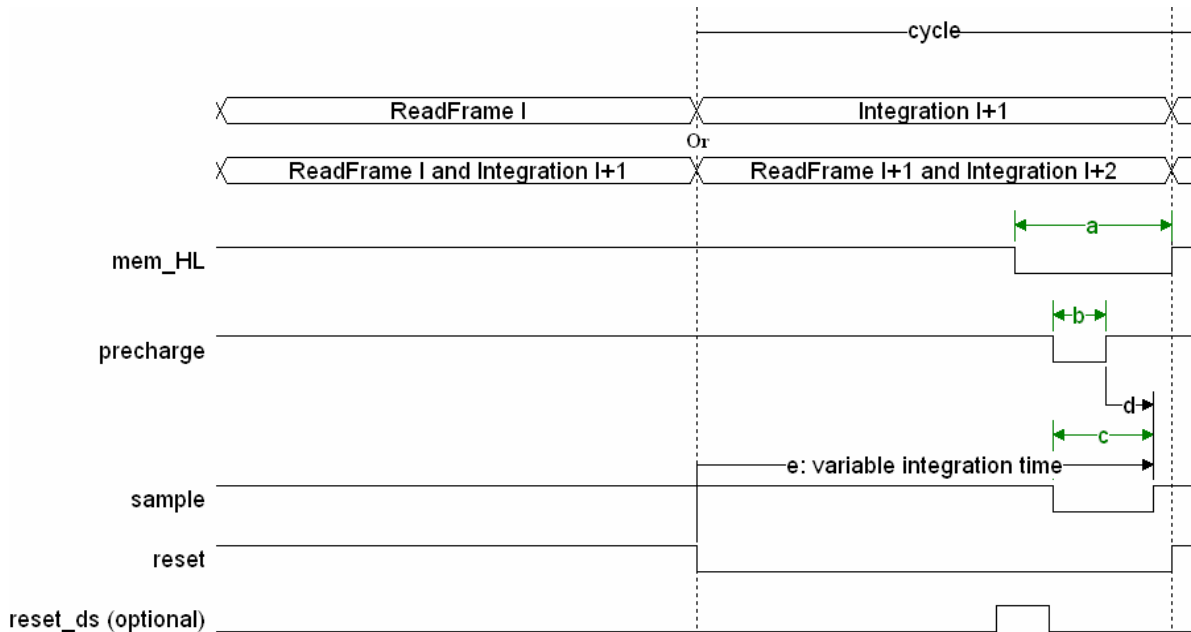 cycle
ReadFrame I
Integration I+1
Or
ReadFrame I and Integration I+1
ReadFrame I+1 and Integration I+2
a
mem_HL
b
precharge
d
c
e: variable integration time
sample
reset
reset_ds (optional)